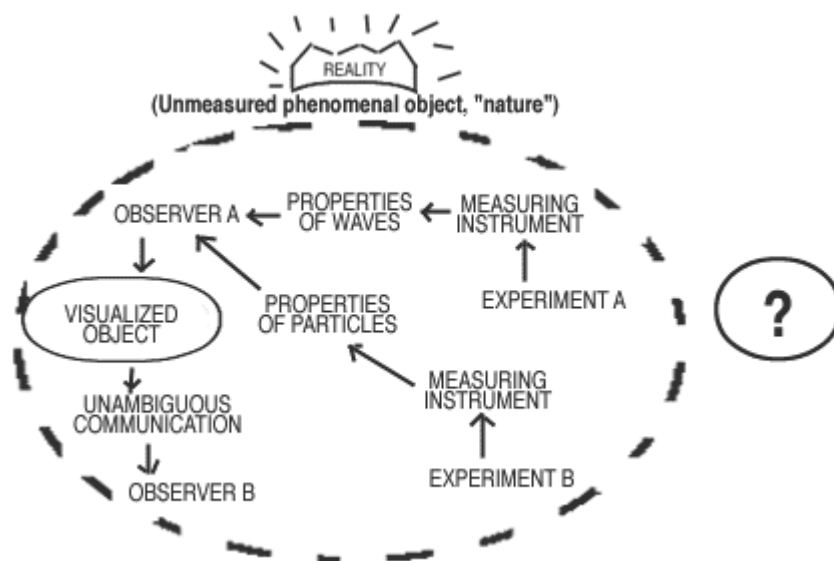 REALITY
(Unmeasured phenomenal object, "nature")
OBSERVER A
PROPERTIES
OF WAVES
MEASURING
INSTRUMENT
EXPERIMENT A
VISUALIZED
OBJECT
PROPERTIES
OF PARTICLES
?
MEASURING
INSTRUMENT
UNAMBIGUOUS
COMMUNICATION
EXPERIMENT B
OBSERVER B